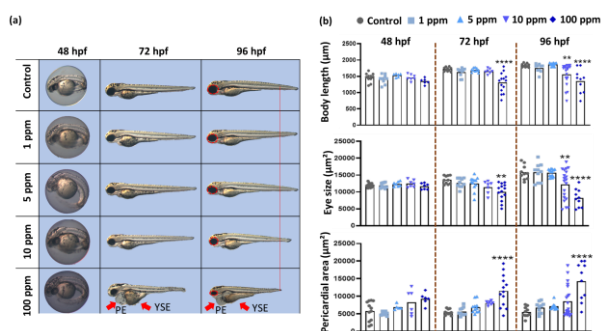 (a)
48 hpf 72 hpf 96 hpf
Control
1 ppm
5 ppm
10 ppm
100 ppm
PE YSE PE YSE
(b)
Control 1 ppm 5 ppm 10 ppm 100 ppm
48 hpf 72 hpf 96 hpf
Body length (µm)
2500
2000
1500
1000
500
0
**** ** ****
Eye size (µm²)
25000
20000
15000
10000
5000
0
** ** ****
Pericardial area (µm²)
25000
20000
15000
10000
5000
0
**** ****